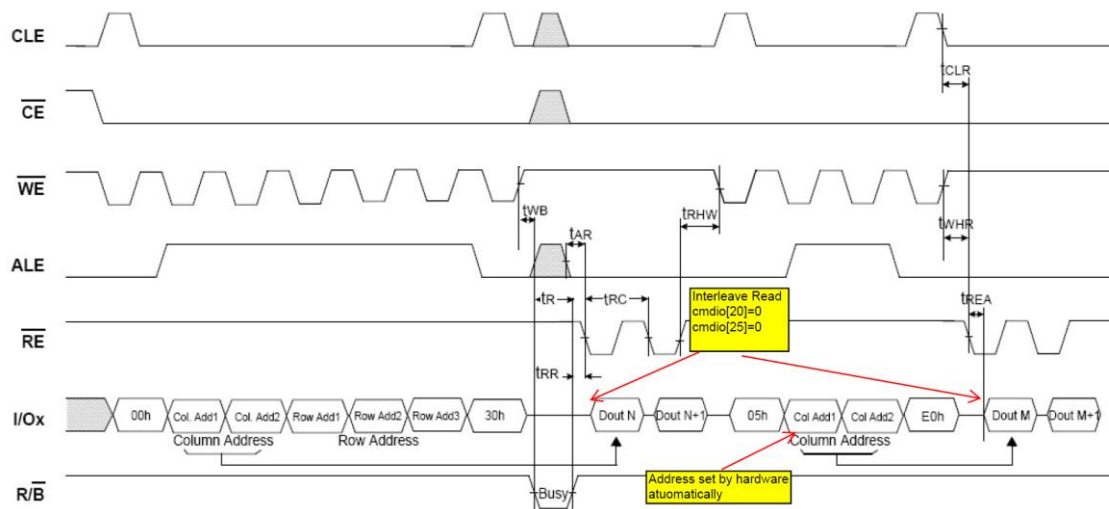 CLE
tCLR
CE
WE
tWB
tRHW
tWHR
tAR
ALE
tR
tRC
Interleave Read
cmdio[20]=0
cmdio[25]=0
tREA
RE
tRR
I/Ox
00h
Col. Add1
Col. Add2
Row Add1
Row Add2
Row Add3
30h
Dout N
Dout N+1
05h
Col Add1
Col Add2
E0h
Dout M
Dout M+1
Column Address
Row Address
Column Address
Address set by hardware
atuomatically
R/B
Busy